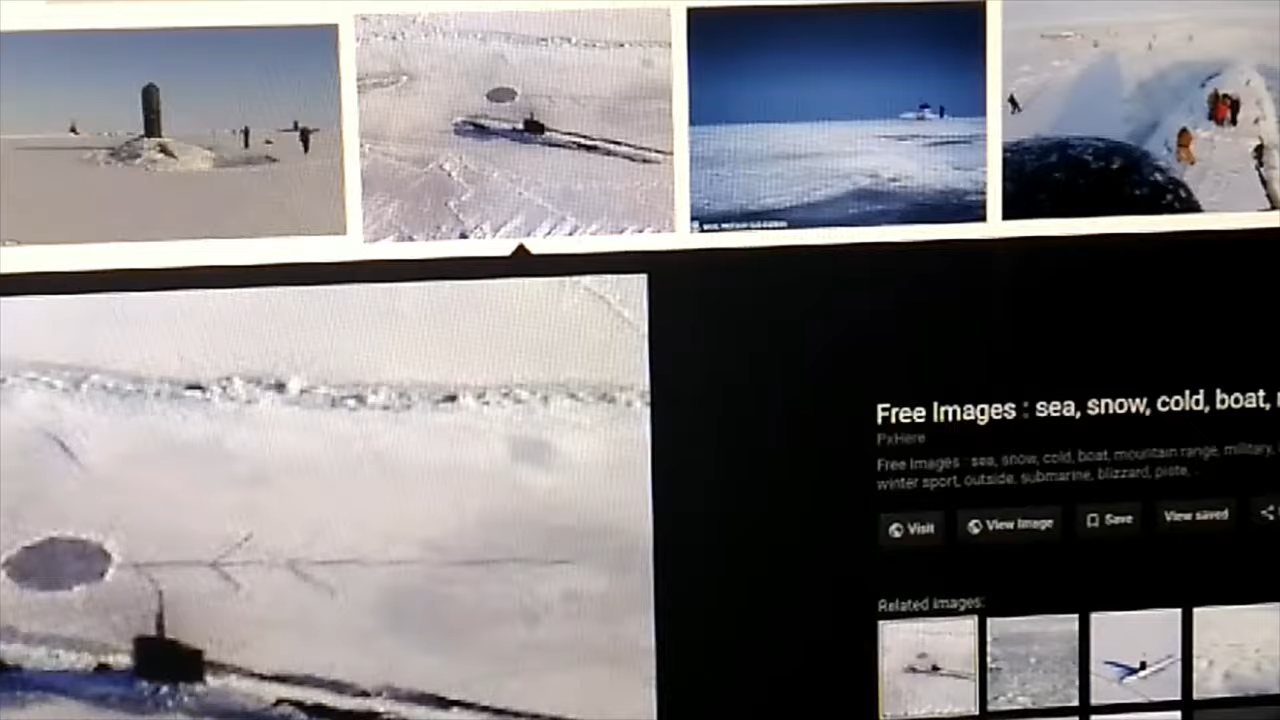 Free Images : sea, snow, cold, boat,
PxHere
Free Images : sea, snow, cold, boat, mountain range, military,
winter sport, outside, submarine, blizzard, piste,
Visit
View Image
Save
View saved
Related images: